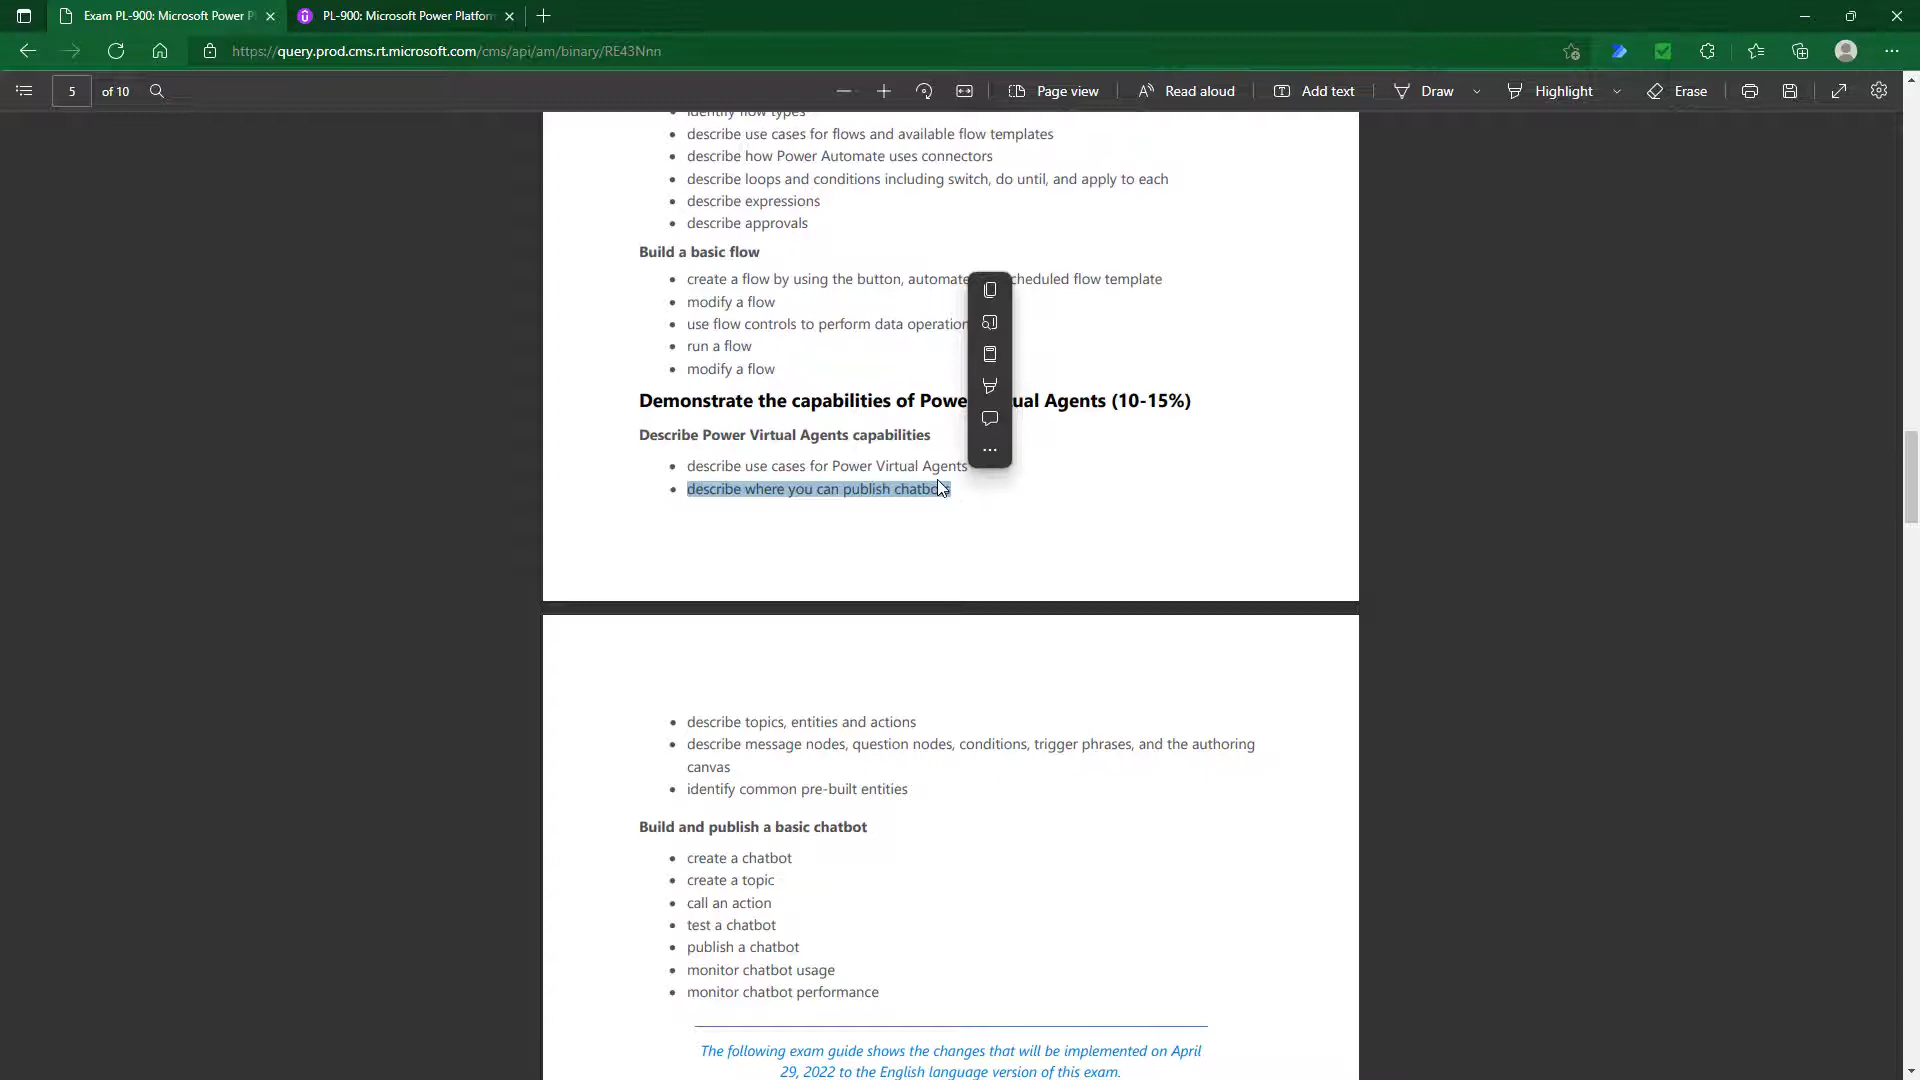 Exam PL-900: Microsoft Power P
PL-900: Microsoft Power Platform
https://query.prod.cms.rt.microsoft.com/cms/api/am/binary/RE43Nnn
5 of 10
Page view
Read aloud
Add text
Draw
Highlight
Erase
identify flow types
describe use cases for flows and available flow templates
describe how Power Automate uses connectors
describe loops and conditions including switch, do until, and apply to each
describe expressions
describe approvals
Build a basic flow
create a flow by using the button, automate cheduled flow template
modify a flow
use flow controls to perform data operation
run a flow
modify a flow
Demonstrate the capabilities of Powe ual Agents (10-15%)
Describe Power Virtual Agents capabilities
describe use cases for Power Virtual Agents
describe where you can publish chatbots
describe topics, entities and actions
describe message nodes, question nodes, conditions, trigger phrases, and the authoring
canvas
identify common pre-built entities
Build and publish a basic chatbot
create a chatbot
create a topic
call an action
test a chatbot
publish a chatbot
monitor chatbot usage
monitor chatbot performance
The following exam guide shows the changes that will be implemented on April
29, 2022 to the English language version of this exam.